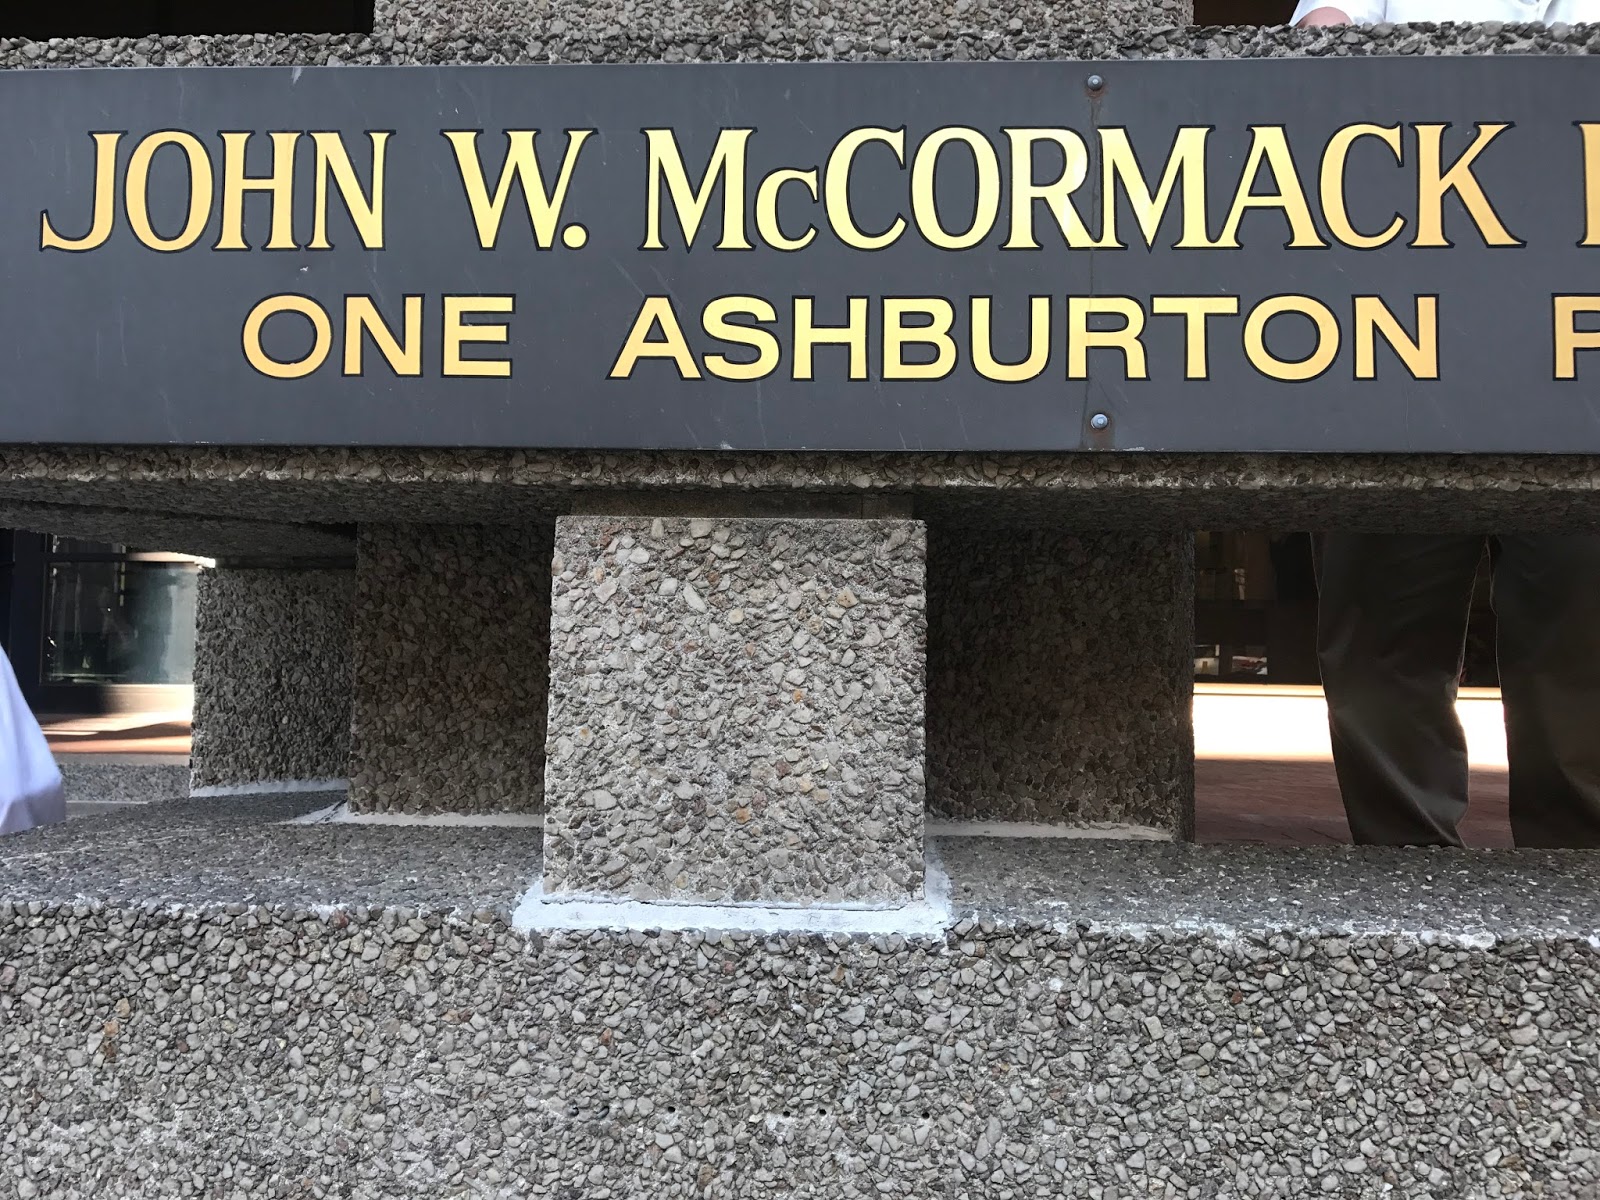 JOHN W. McCORMACK
ONE ASHBURTON